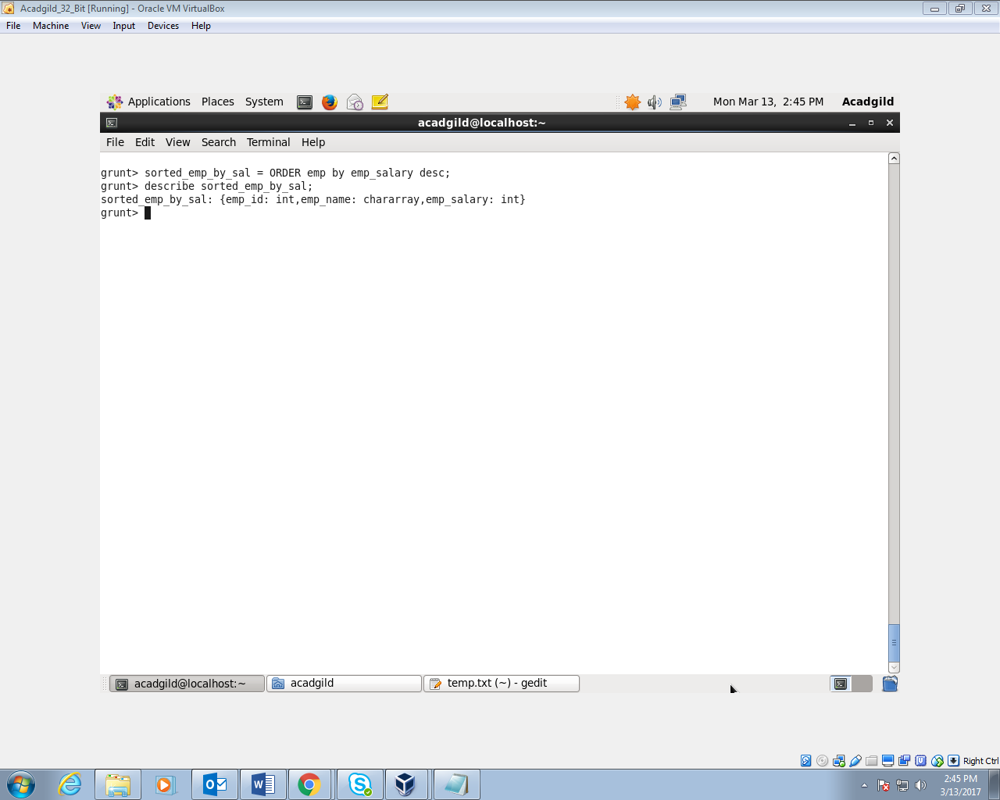 Acadgild_32_Bit [Running] - Oracle VM VirtualBox
File Machine View Input Devices Help
Applications Places System Mon Mar 13, 2:45 PM Acadgild
acadgild@localhost:~
File Edit View Search Terminal Help
grunt> sorted_emp_by_sal = ORDER emp by emp_salary desc;
grunt> describe sorted_emp_by_sal;
sorted_emp_by_sal: {emp_id: int,emp_name: chararray,emp_salary: int}
grunt>
acadgild@localhost:~ acadgild temp.txt (~) - gedit
Right Ctrl
2:45 PM
3/13/2017